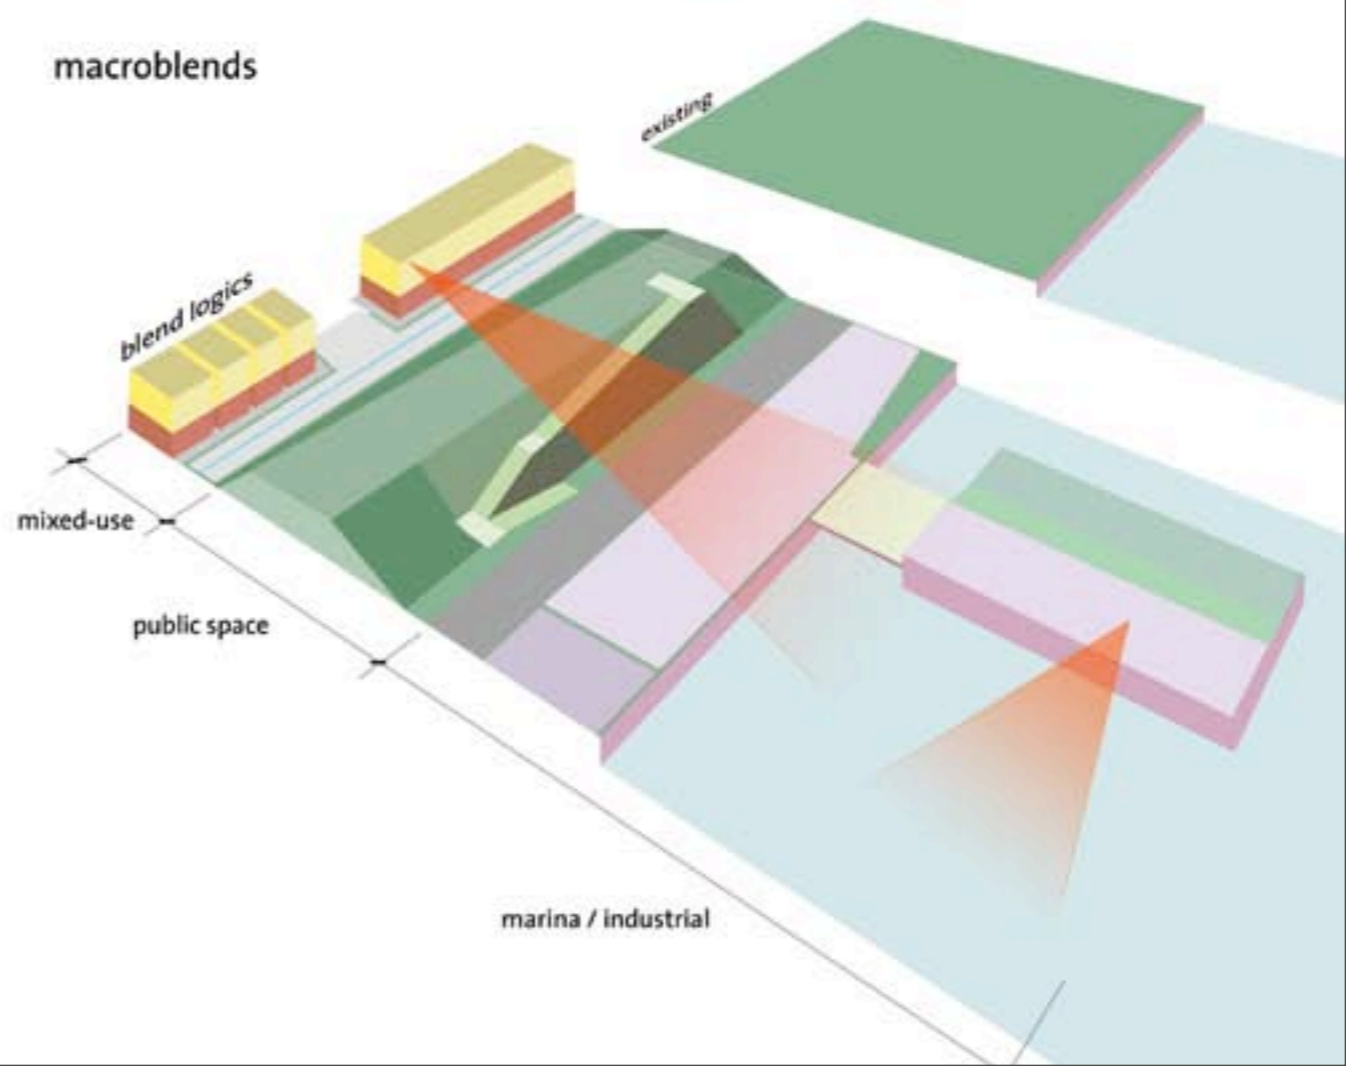 macroblends
existing
blend logics
mixed-use
public space
marina / industrial